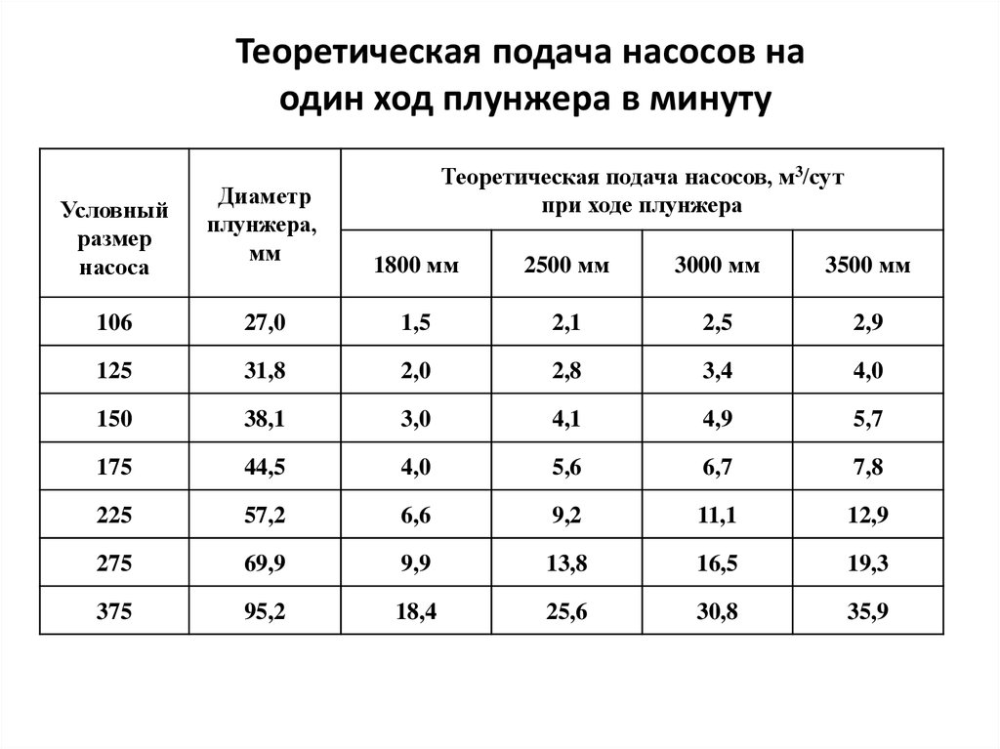 Теоретическая подача насосов на
один ход плунжера в минуту
Условный
размер
насоса
Диаметр
плунжера,
мм
Теоретическая подача насосов, м³/сут
при ходе плунжера
1800 мм 2500 мм 3000 мм 3500 мм
106 27,0 1,5 2,1 2,5 2,9
125 31,8 2,0 2,8 3,4 4,0
150 38,1 3,0 4,1 4,9 5,7
175 44,5 4,0 5,6 6,7 7,8
225 57,2 6,6 9,2 11,1 12,9
275 69,9 9,9 13,8 16,5 19,3
375 95,2 18,4 25,6 30,8 35,9